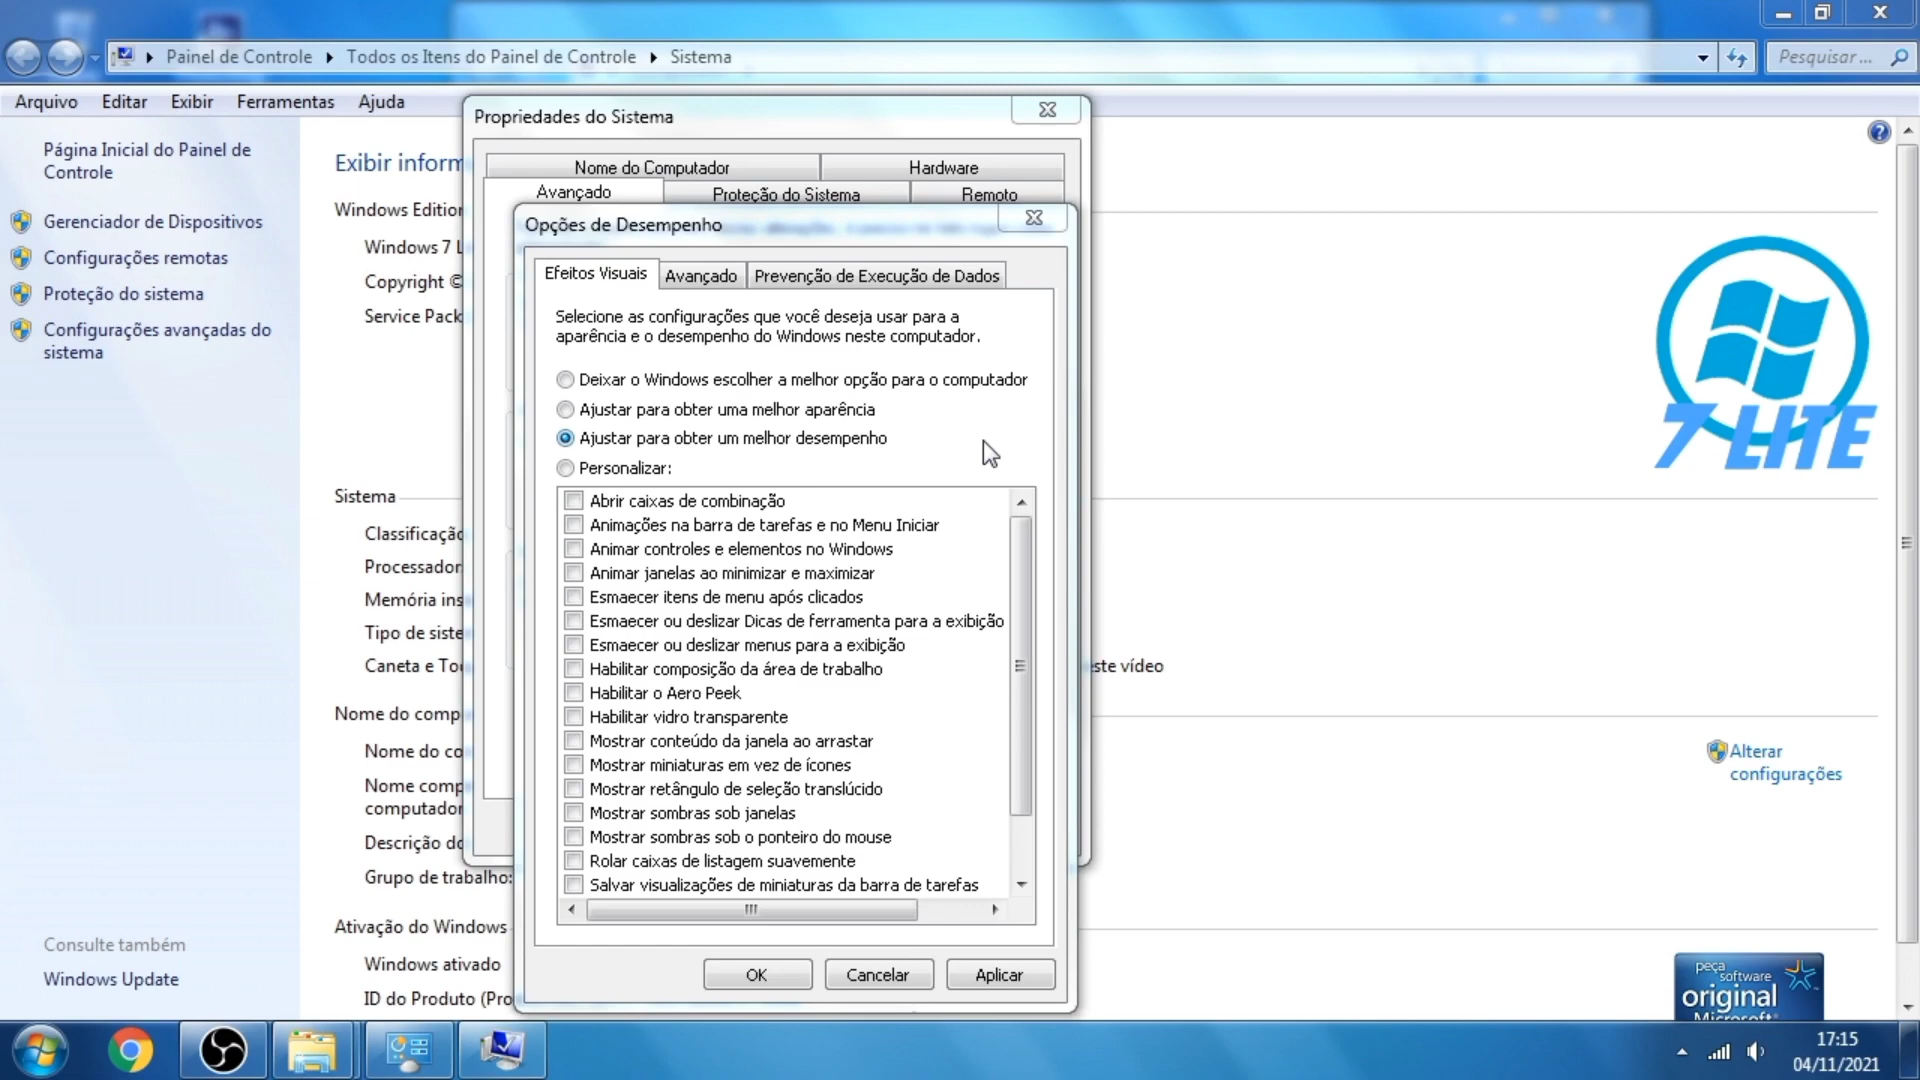 Painel de Controle
Todos os Itens do Painel de Controle
Sistema
Pesquisar ...
Arquivo
Editar
Exibir
Ferramentas
Ajuda
Página Inicial do Painel de
Controle
Gerenciador de Dispositivos
Configurações remotas
Proteção do sistema
Configurações avançadas do
sistema
Consulte também
Windows Update
Exibir inform
Windows Edition
Windows 7 L
Copyright ©
Service Pack
Sistema
Classificação
Processador
Memória ins
Tipo de siste
Caneta e To
este vídeo
Nome do comp
Nome do co
Nome comp
computador
Descrição do
Grupo de trabalho:
Ativação do Windows
Windows ativado
ID do Produto (Pro
Propriedades do Sistema
Nome do Computador
Hardware
Avançado
Proteção do Sistema
Remoto
Opções de Desempenho
Efeitos Visuais
Avançado
Prevenção de Execução de Dados
Selecione as configurações que você deseja usar para a
aparência e o desempenho do Windows neste computador.
Deixar o Windows escolher a melhor opção para o computador
Ajustar para obter uma melhor aparência
Ajustar para obter um melhor desempenho
Personalizar:
Abrir caixas de combinação
Animações na barra de tarefas e no Menu Iniciar
Animar controles e elementos no Windows
Animar janelas ao minimizar e maximizar
Esmaecer itens de menu após clicados
Esmaecer ou deslizar Dicas de ferramenta para a exibição
Esmaecer ou deslizar menus para a exibição
Habilitar composição da área de trabalho
Habilitar o Aero Peek
Habilitar vidro transparente
Mostrar conteúdo da janela ao arrastar
Mostrar miniaturas em vez de ícones
Mostrar retângulo de seleção translúcido
Mostrar sombras sob janelas
Mostrar sombras sob o ponteiro do mouse
Rolar caixas de listagem suavemente
Salvar visualizações de miniaturas da barra de tarefas
OK
Cancelar
Aplicar
7 LITE
Alterar
configurações
peça
software
original
Microsoft®
17:15
04/11/2021